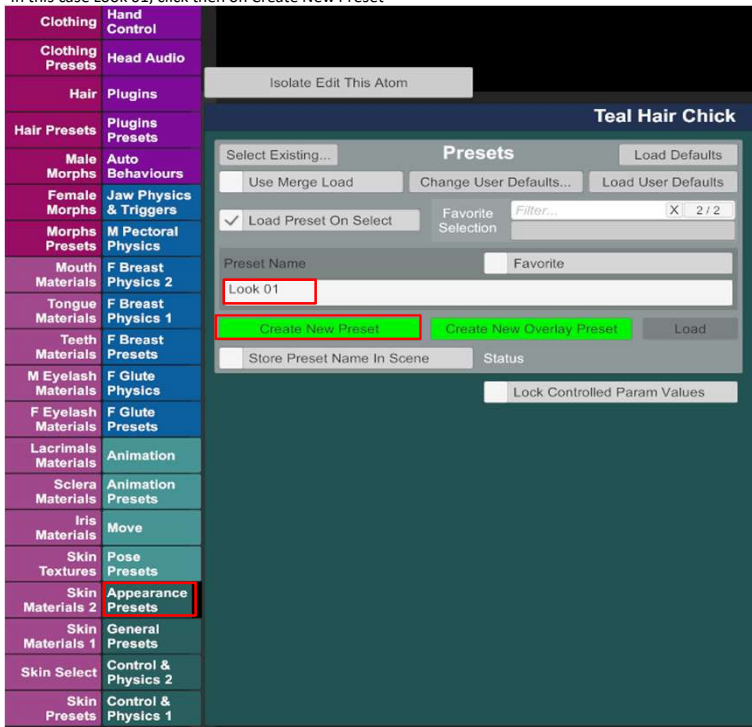 in this case Look 01, click then on Create New Preset
Clothing
Hand
Control
Clothing
Presets
Head Audio
Hair
Plugins
Hair Presets
Plugins
Presets
Male
Morphs
Auto
Behaviours
Female
Morphs
Jaw Physics
& Triggers
Morphs
Presets
M Pectoral
Physics
Mouth
Materials
F Breast
Physics 2
Tongue
Materials
F Breast
Physics 1
Teeth
Materials
F Breast
Presets
M Eyelash
Materials
F Glute
Physics
F Eyelash
Materials
F Glute
Presets
Lacrimals
Materials
Animation
Sclera
Materials
Animation
Presets
Iris
Materials
Move
Skin
Textures
Pose
Presets
Skin
Materials 2
Appearance
Presets
Skin
Materials 1
General
Presets
Skin Select
Control &
Physics 2
Skin
Presets
Control &
Physics 1
Isolate Edit This Atom
Teal Hair Chick
Select Existing...
Presets
Load Defaults
Use Merge Load
Change User Defaults...
Load User Defaults
Load Preset On Select
Favorite
Selection
Filter...
X
2 / 2
Preset Name
Favorite
Look 01
Create New Preset
Create New Overlay Preset
Load
Store Preset Name In Scene
Status
Lock Controlled Param Values